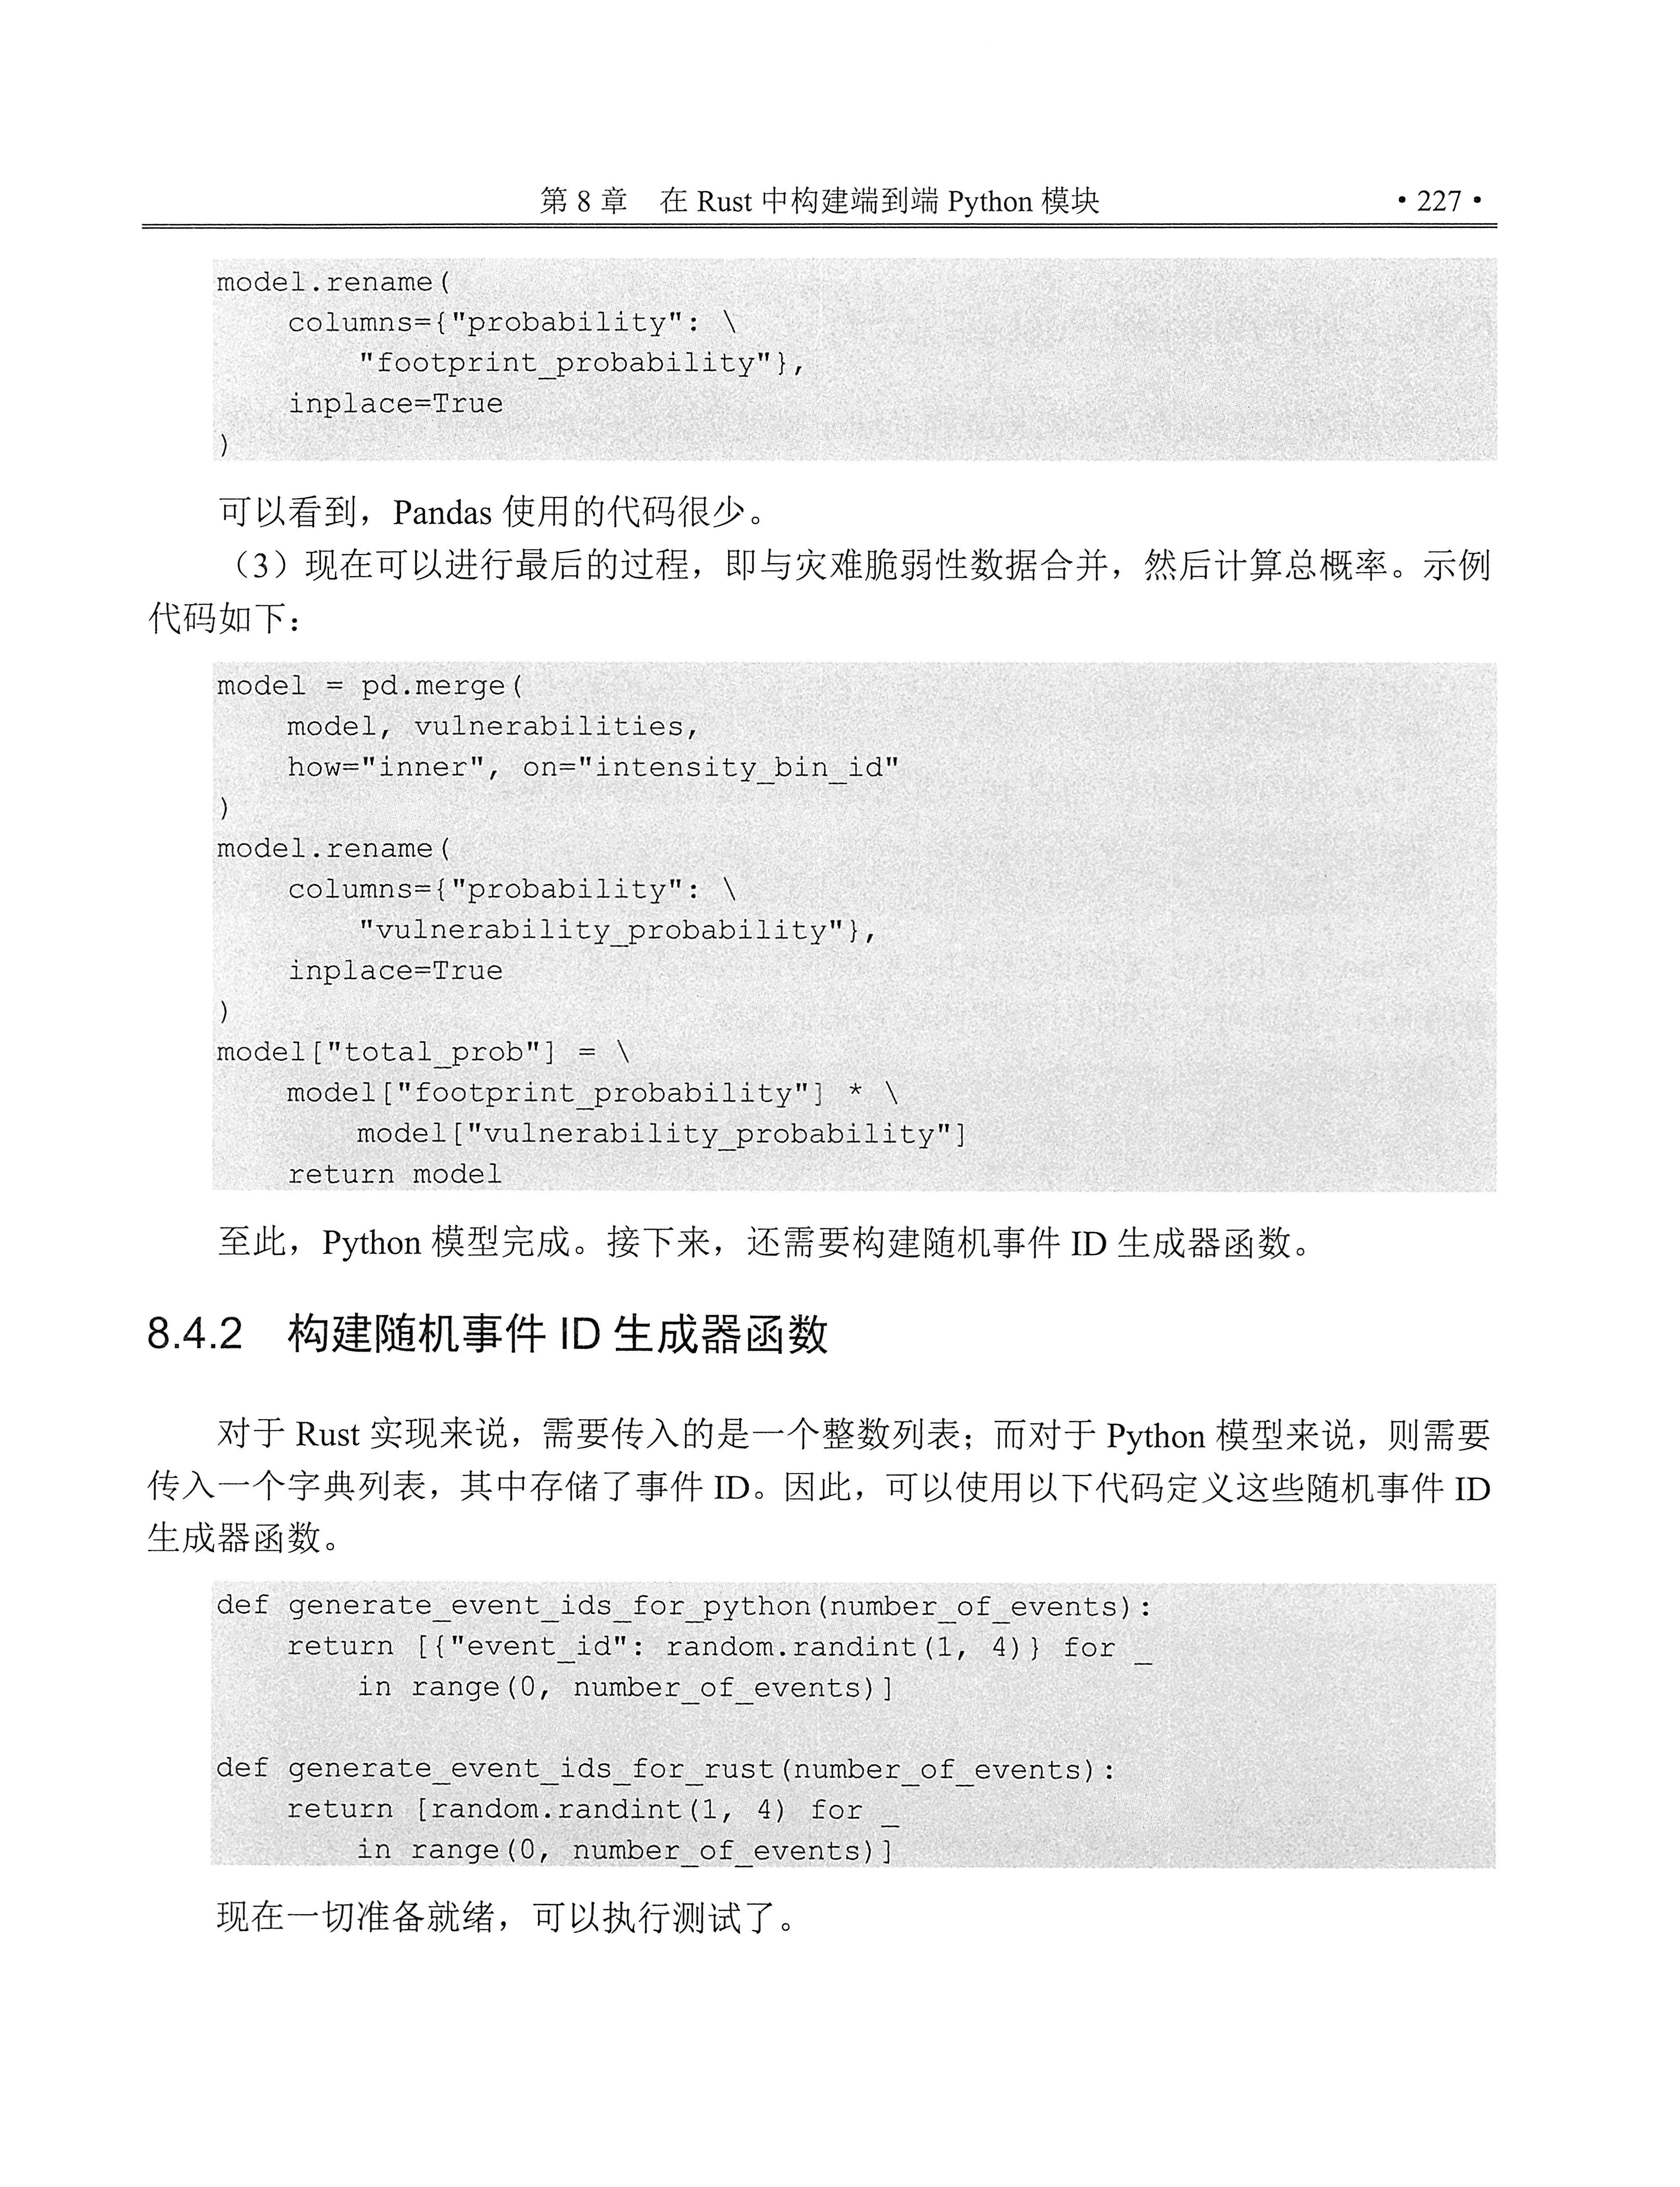 第 8 章　在 Rust 中构建端到端 Python 模块 • 227 •
model.rename(
    columns={"probability": \
        "footprint_probability"},
    inplace=True
)
可以看到，Pandas 使用的代码很少。
（3）现在可以进行最后的过程，即与灾难脆弱性数据合并，然后计算总概率。示例
代码如下：
model = pd.merge(
    model, vulnerabilities,
    how="inner", on="intensity_bin_id"
)
model.rename(
    columns={"probability": \
        "vulnerability_probability"},
    inplace=True
)
model["total_prob"] = \
    model["footprint_probability"] * \
        model["vulnerability_probability"]
    return model
至此，Python 模型完成。接下来，还需要构建随机事件 ID 生成器函数。
8.4.2　构建随机事件 ID 生成器函数
对于 Rust 实现来说，需要传入的是一个整数列表；而对于 Python 模型来说，则需要
传入一个字典列表，其中存储了事件 ID。因此，可以使用以下代码定义这些随机事件 ID
生成器函数。
def generate_event_ids_for_python(number_of_events):
    return [{"event_id": random.randint(1, 4)} for _
        in range(0, number_of_events)]
def generate_event_ids_for_rust(number_of_events):
    return [random.randint(1, 4) for _
        in range(0, number_of_events)]
现在一切准备就绪，可以执行测试了。